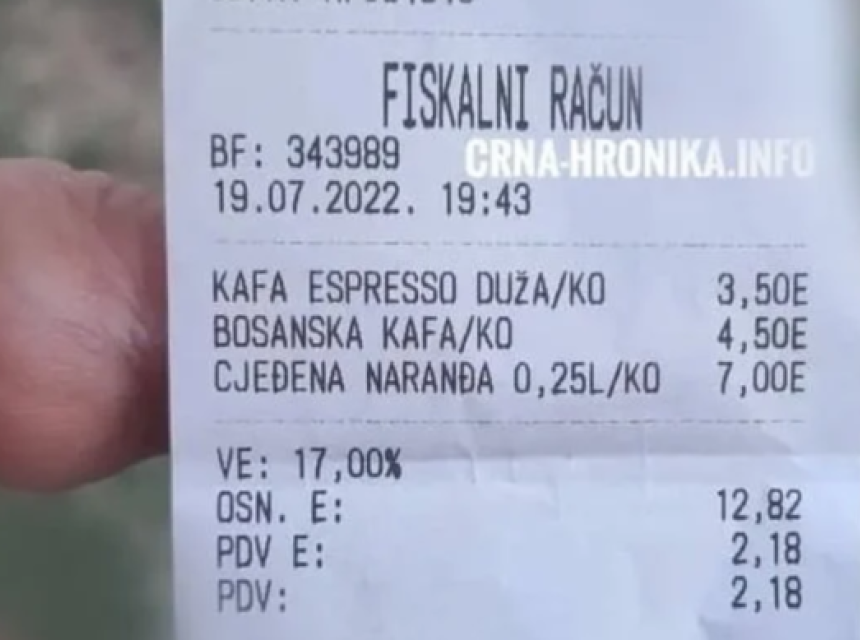 FISKALNI RAČUN
BF: 343989
CRNA-HRONIKA.INFO
19.07.2022. 19:43
KAFA ESPRESSO DUŽA/KO 3,50E
BOSANSKA KAFA/KO 4,50E
CJEĐENA NARANĐA 0,25L/KO 7,00E
VE: 17,00%
OSN. E: 12,82
PDV E: 2,18
PDV: 2,18